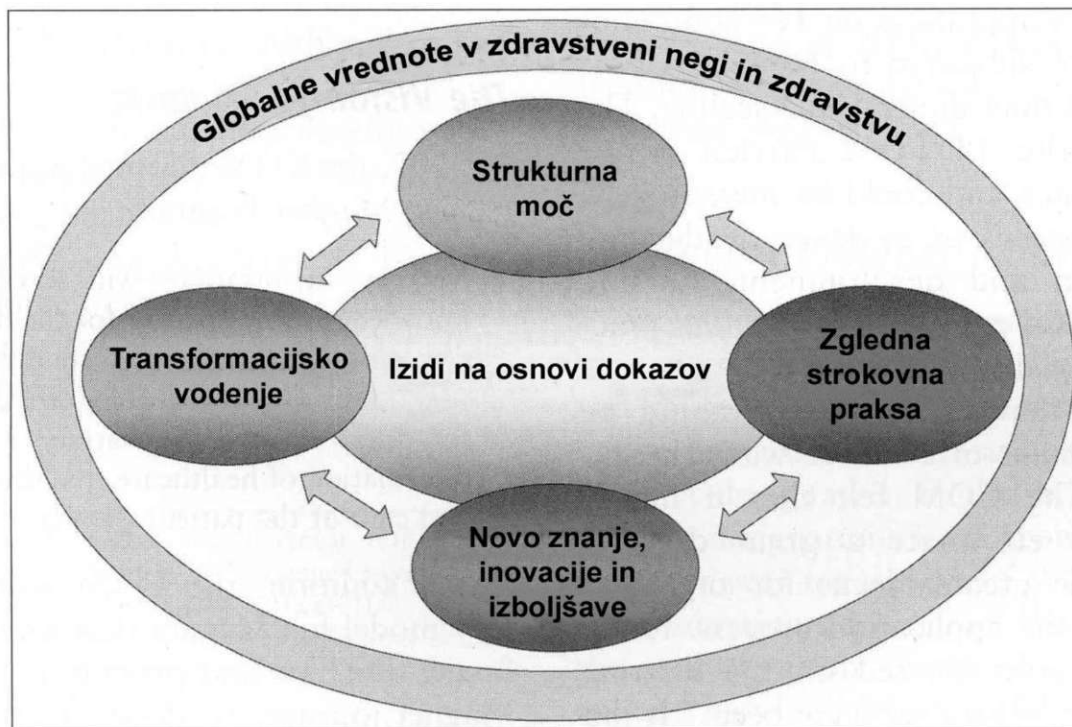 Globalne vrednote v zdravstveni negi in zdravstvu
Strukturna
moč
Transformacijsko
vodenje
Izidi na osnovi dokazov
Zgledna
strokovna
praksa
Novo znanje,
inovacije in
izboljšave